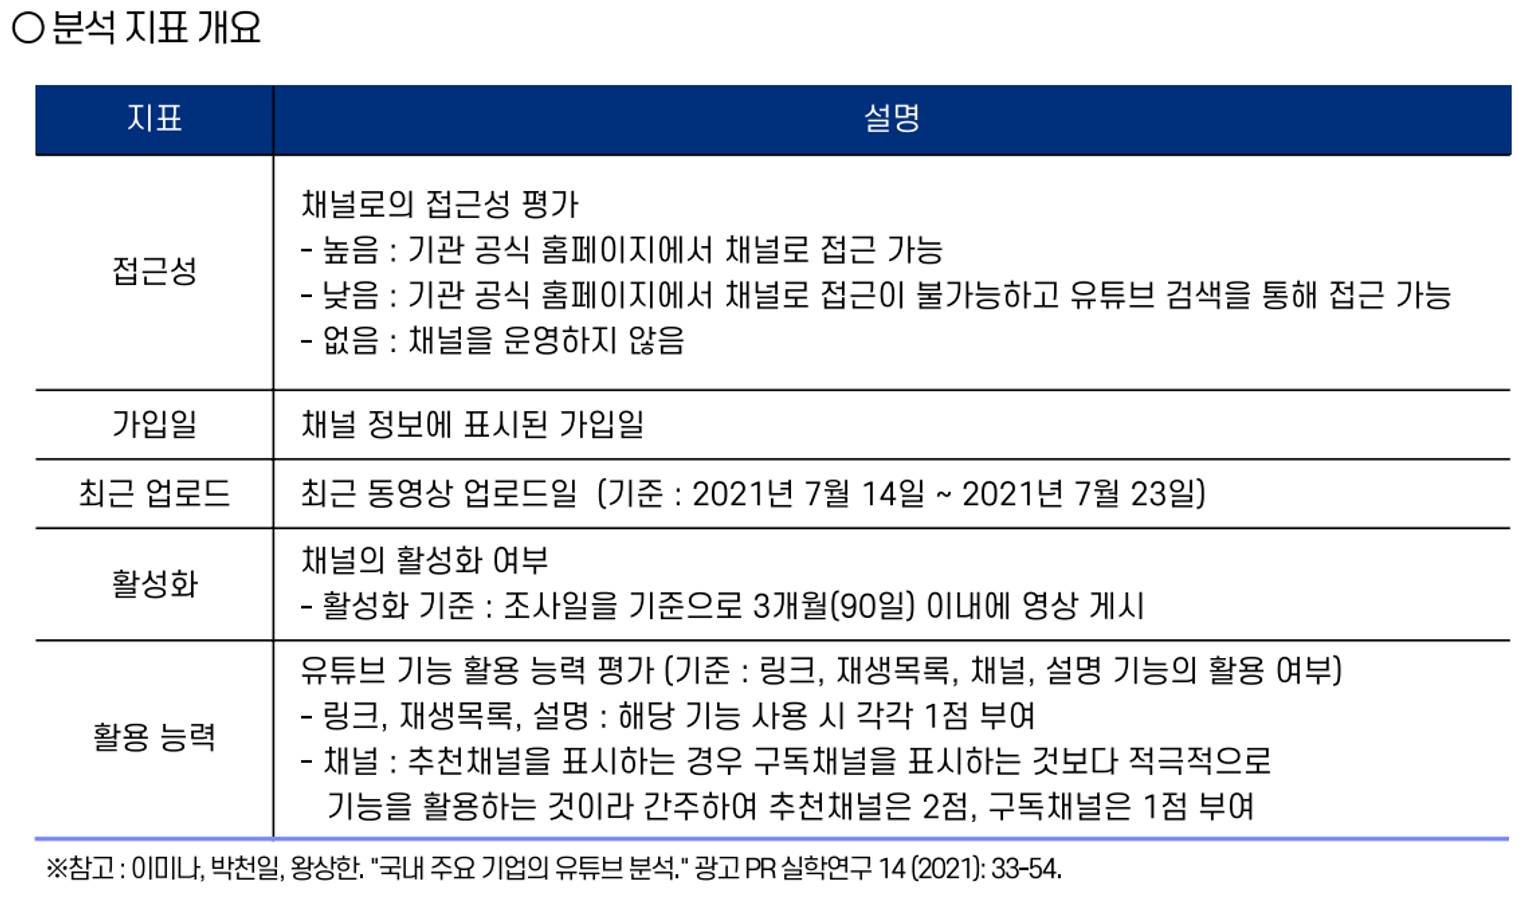 ○ 분석 지표 개요
지표 설명
접근성
채널로의 접근성 평가
- 높음 : 기관 공식 홈페이지에서 채널로 접근 가능
- 낮음 : 기관 공식 홈페이지에서 채널로 접근이 불가능하고 유튜브 검색을 통해 접근 가능
- 없음 : 채널을 운영하지 않음
가입일 채널 정보에 표시된 가입일
최근 업로드 최근 동영상 업로드일 (기준 : 2021년 7월 14일 ~ 2021년 7월 23일)
활성화
채널의 활성화 여부
- 활성화 기준 : 조사일을 기준으로 3개월(90일) 이내에 영상 게시
활용 능력
유튜브 기능 활용 능력 평가 (기준 : 링크, 재생목록, 채널, 설명 기능의 활용 여부)
- 링크, 재생목록, 설명 : 해당 기능 사용 시 각각 1점 부여
- 채널 : 추천채널을 표시하는 경우 구독채널을 표시하는 것보다 적극적으로
기능을 활용하는 것이라 간주하여 추천채널은 2점, 구독채널은 1점 부여
※참고 : 이미나, 박천일, 왕상한. "국내 주요 기업의 유튜브 분석." 광고 PR 실학연구 14 (2021): 33-54.